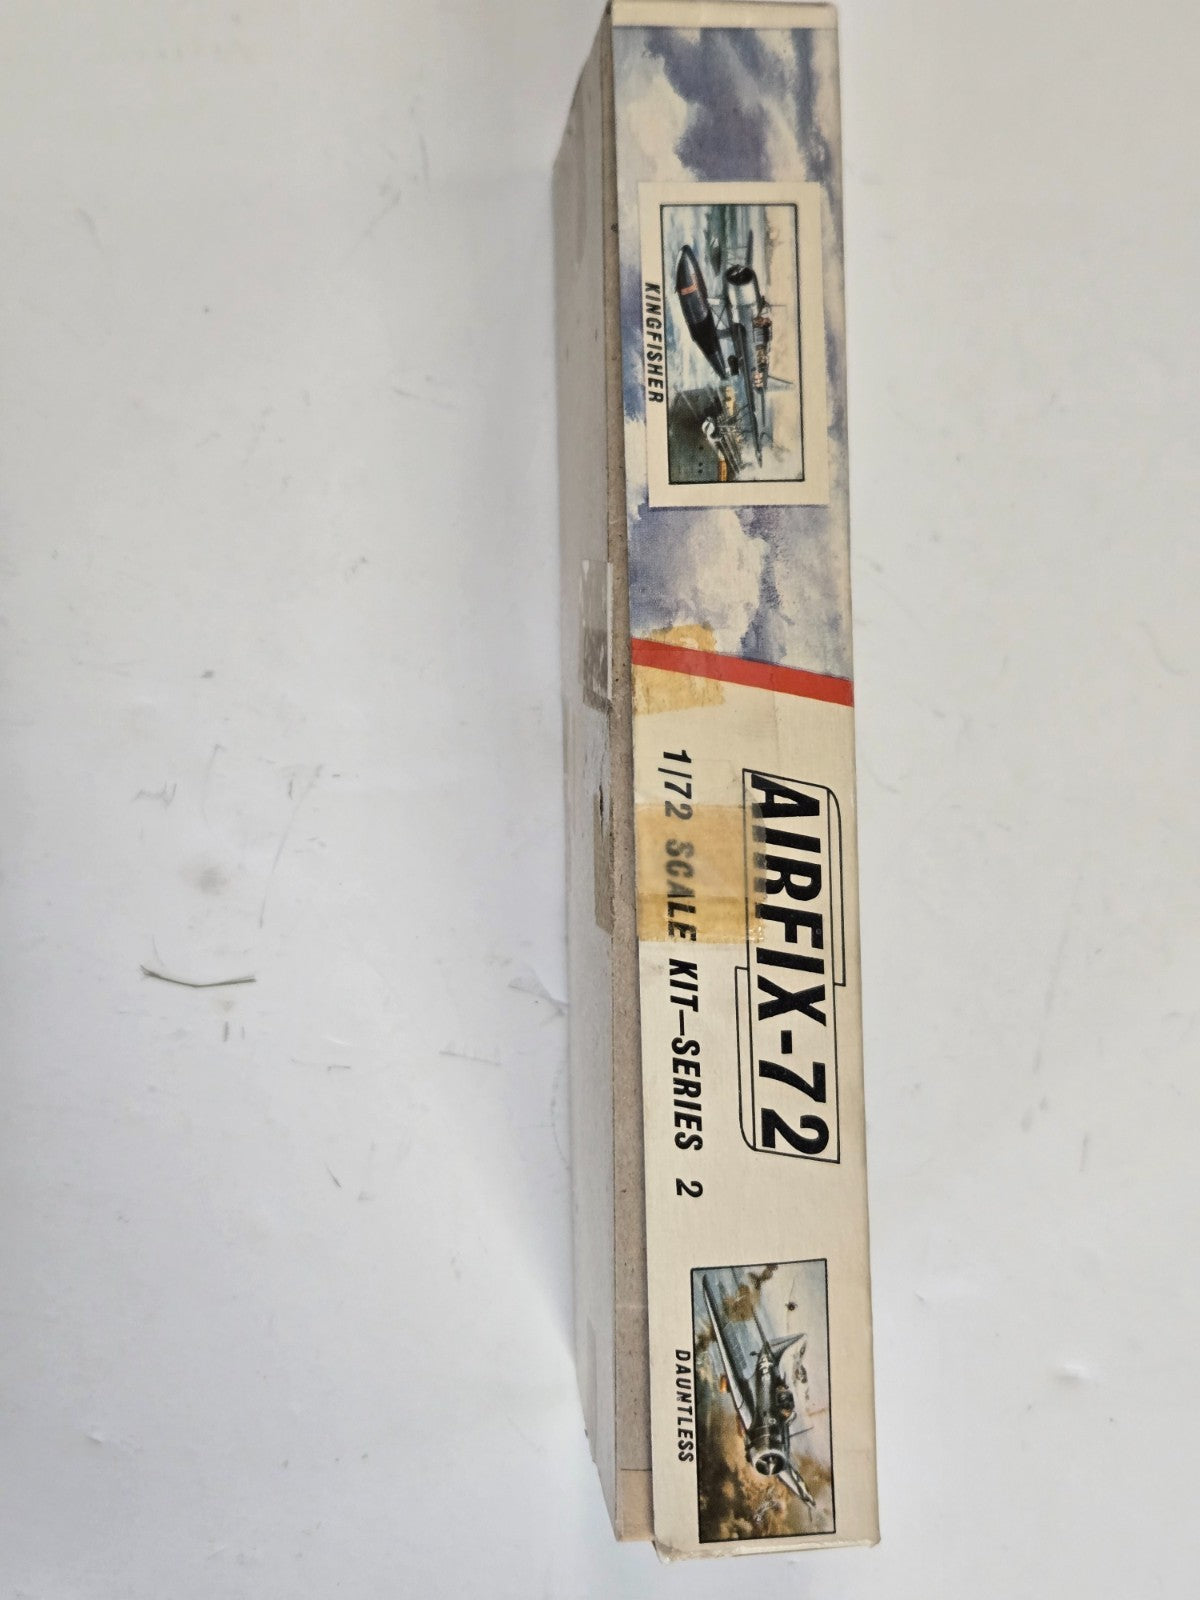 KINGFISHER
AIRFIX-72
1/72 SCALE KIT—SERIES 2
DAUNTLESS